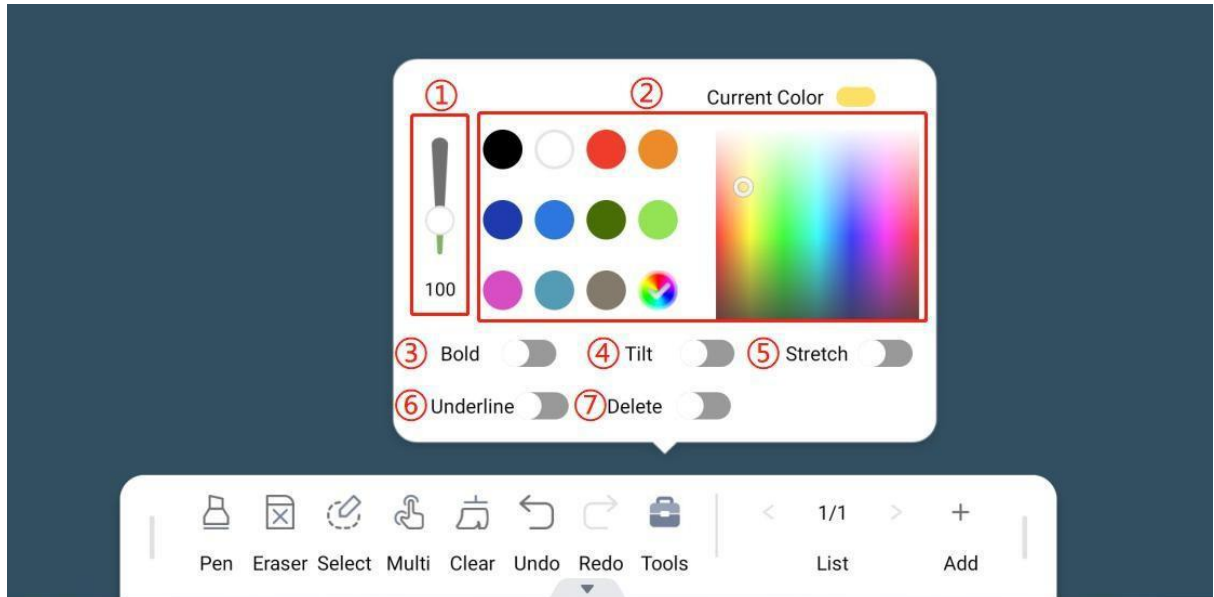 ① ② Current Color
100
③ Bold ④ Tilt ⑤ Stretch
⑥ Underline ⑦ Delete
1/1
Pen Eraser Select Multi Clear Undo Redo Tools List Add